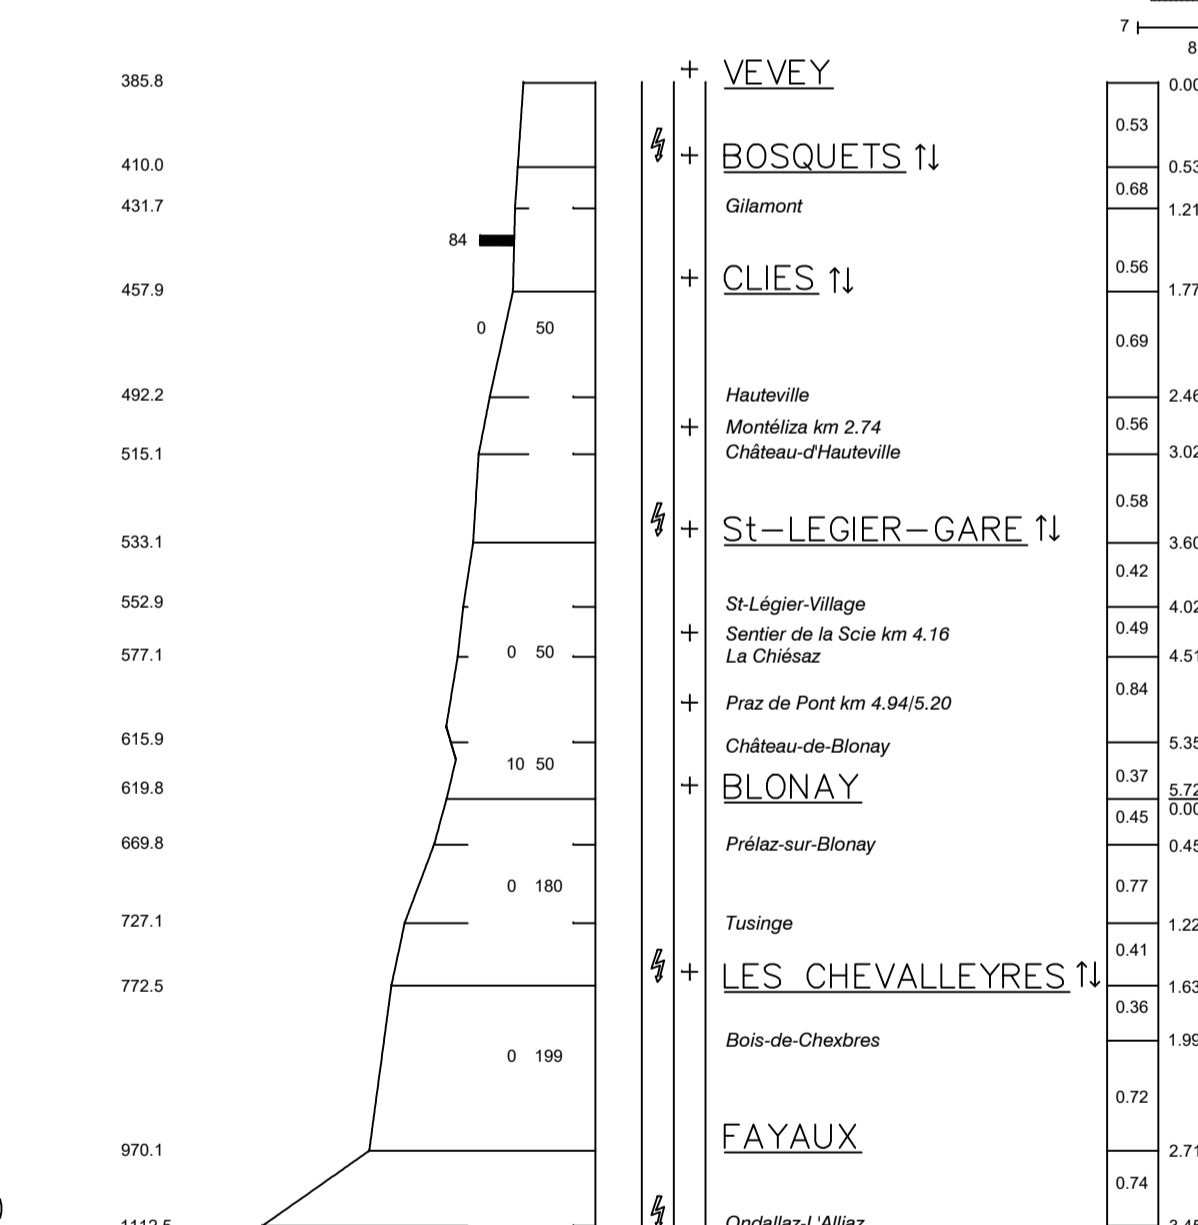 7
8
385.8 + VEVEY 0.00
0.53
410.0 + BOSQUETS ↑↓ 0.53
0.68
431.7 Gilamont 1.21
84
0.56
457.9 + CLIES ↑↓ 1.77
0 50
0.69
492.2 Hauteville 2.46
+ Montéliza km 2.74 0.56
515.1 Château-d'Hauteville 3.02
0.58
533.1 + St–LEGIER–GARE ↑↓ 3.60
0.42
552.9 St-Légier-Village 4.02
+ Sentier de la Scie km 4.16 0.49
577.1 0 50 La Chiésaz 4.51
0.84
+ Praz de Pont km 4.94/5.20
615.9 Château-de-Blonay 5.35
10 50 0.37
619.8 + BLONAY 5.72
0.00
0.45
669.8 Prélaz-sur-Blonay 0.45
0 180 0.77
727.1 Tusinge 1.22
0.41
772.5 + LES CHEVALLEYRES ↑↓ 1.63
0.36
Bois-de-Chexbres 1.99
0 199
0.72
970.1 FAYAUX 2.71
0.74
1112.5 Ondallaz-L'Alliaz